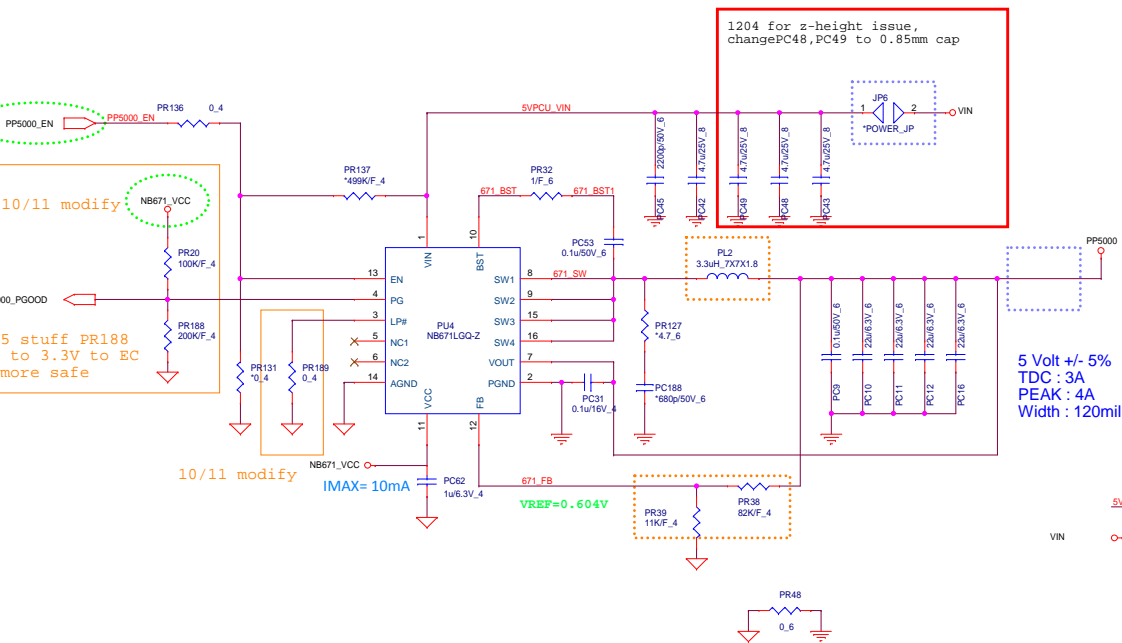 1204 for z-height issue,
changePC48,PC49 to 0.85mm cap
PR136
0_4
PP5000_EN
PP5000_EN
5VPCU_VIN
JP6
1
2
*POWER_JP
VIN
2200p/50V_6
4.7u/25V_8
4.7u/25V_8
4.7u/25V_8
4.7u/25V_8
PC45
PC42
PC49
PC48
PC43
10/11 modify
NB671_VCC
PR137
*499K/F_4
PR32
1/F_6
671_BST
671_BST1
PC53
0.1u/50V_6
PL2
3.3uH_7X7X1.8
PP5000
PR20
100K/F_4
1
10
VIN
BST
13
EN
SW1
8
671_SW
4
PG
SW2
9
3
LP#
SW3
15
5
NC1
SW4
16
6
NC2
VOUT
7
14
AGND
PGND
2
PU4
NB671LGQ-Z
VCC
FB
11
12
00_PGOOD
PR188
200K/F_4
5 stuff PR188
to 3.3V to EC
more safe
PR131
*0_4
PR189
0_4
PR127
*4.7_6
PC188
*680p/50V_6
PC31
0.1u/16V_4
0.1u/50V_6
22u/6.3V_6
22u/6.3V_6
22u/6.3V_6
22u/6.3V_6
PC9
PC10
PC11
PC12
PC16
5 Volt +/- 5%
TDC : 3A
PEAK : 4A
Width : 120mil
10/11 modify
NB671_VCC
IMAX= 10mA
PC62
1u/6.3V_4
671_FB
VREF=0.604V
PR39
11K/F_4
PR38
82K/F_4
5V
VIN
PR48
0_6